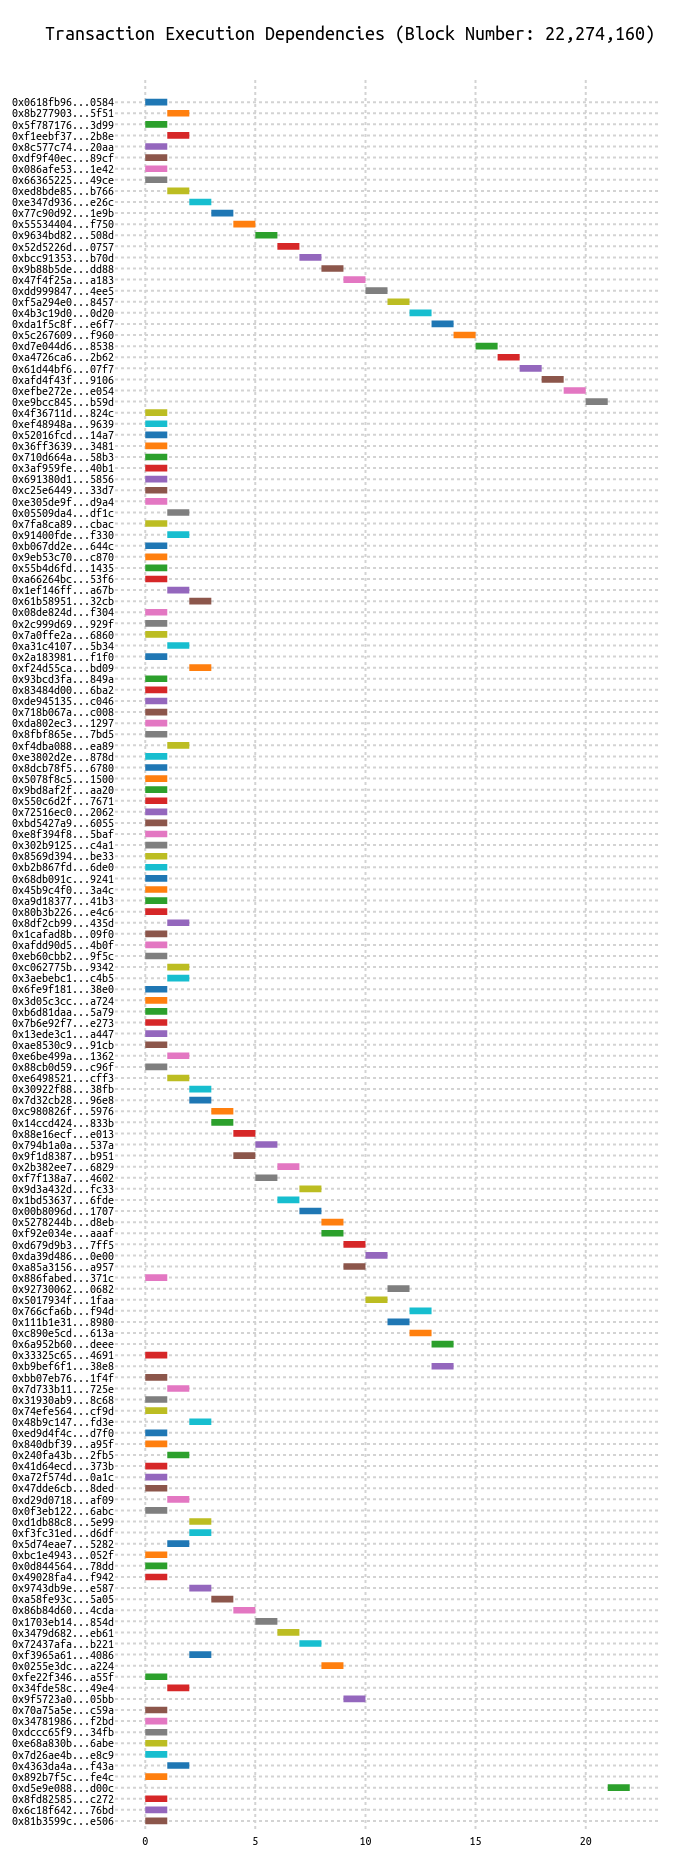 Transaction Execution Dependencies (Block Number: 22,274,160)
0x0618fb96...0584
0x8b277903...5f51
0x5f787176...3d99
0xf1eebf37...2b8e
0x8c577c74...20aa
0xdf9f40ec...89cf
0x086afe53...1e42
0x66365225...49ce
0xed8bde85...b766
0xe347d936...e26c
0x77c90d92...1e9b
0x55534404...f750
0x9634bd82...508d
0x52d5226d...0757
0xbcc91353...b70d
0x9b88b5de...dd88
0x47f4f25a...a183
0xdd999847...4ee5
0xf5a294e0...8457
0x4b3c19d0...0d20
0xda1f5c8f...e6f7
0x5c267609...f960
0xd7e044d6...8538
0xa4726ca6...2b62
0x61d44bf6...07f7
0xafd4f43f...9106
0xefbe272e...e054
0xe9bcc845...b59d
0x4f36711d...824c
0xef48948a...9639
0x52016fcd...14a7
0x36ff3639...3481
0x710d664a...58b3
0x3af959fe...40b1
0x691380d1...5856
0xc25e6449...33d7
0xe305de9f...d9a4
0x05509da4...df1c
0x7fa8ca89...cbac
0x91400fde...f330
0xb067dd2e...644c
0x9eb53c70...c870
0x55b4d6fd...1435
0xa66264bc...53f6
0x1ef146ff...a67b
0x61b58951...32cb
0x08de824d...f304
0x2c999d69...929f
0x7a0ffe2a...6860
0xa31c4107...5b34
0x2a183981...f1f0
0xf24d55ca...bd09
0x93bcd3fa...849a
0x83484d00...6ba2
0xde945135...c046
0x718b067a...c008
0xda802ec3...1297
0x8fbf865e...7bd5
0xf4dba088...ea89
0xe3802d2e...878d
0x8dcb78f5...6780
0x5078f8c5...1500
0x9bd8af2f...aa20
0x550c6d2f...7671
0x72516ec0...2062
0xbd5427a9...6055
0xe8f394f8...5baf
0x302b9125...c4a1
0x8569d394...be33
0xb2b867fd...6de0
0x68db091c...9241
0x45b9c4f0...3a4c
0xa9d18377...41b3
0x80b3b226...e4c6
0x8df2cb99...435d
0x1cafad8b...09f0
0xafdd90d5...4b0f
0xeb60cbb2...9f5c
0xc062775b...9342
0x3aebebc1...c4b5
0x6fe9f181...38e0
0x3d05c3cc...a724
0xb6d81daa...5a79
0x7b6e92f7...e273
0x13ede3c1...a447
0xae8530c9...91cb
0xe6be499a...1362
0x88cb0d59...c96f
0xe6498521...cff3
0x30922f88...38fb
0x7d32cb28...96e8
0xc980826f...5976
0x14ccd424...833b
0x88e16ecf...e013
0x794b1a0a...537a
0x9f1d8387...b951
0x2b382ee7...6829
0xf7f138a7...4602
0x9d3a432d...fc33
0x1bd53637...6fde
0x00b8096d...1707
0x5278244b...d8eb
0xf92e034e...aaaf
0xd679d9b3...7ff5
0xda39d486...0e00
0xa85a3156...a957
0x886fabed...371c
0x92730062...0682
0x5017934f...1faa
0x766cfa6b...f94d
0x111b1e31...8980
0xc890e5cd...613a
0x6a952b60...deee
0x33325c65...4691
0xb9bef6f1...38e8
0xbb07eb76...1f4f
0x7d733b11...725e
0x31930ab9...8c68
0x74efe564...cf9d
0x48b9c147...fd3e
0xed9d4f4c...d7f0
0x840dbf39...a95f
0x240fa43b...2fb5
0x41d64ecd...373b
0xa72f574d...0a1c
0x47dde6cb...8ded
0xd29d0718...af09
0x0f3eb122...6abc
0xd1db88c8...5e99
0xf3fc31ed...d6df
0x5d74eae7...5282
0xbc1e4943...052f
0x0d844564...78dd
0x49028fa4...f942
0x9743db9e...e587
0xa58fe93c...5a05
0x86b84d60...4cda
0x1703eb14...854d
0x3479d682...eb61
0x72437afa...b221
0xf3965a61...4086
0x0255e3dc...a224
0xfe22f346...a55f
0x34fde58c...49e4
0x9f5723a0...05bb
0x70a75a5e...c59a
0x34781986...f2bd
0xdccc65f9...34fb
0xe68a830b...6abe
0x7d26ae4b...e8c9
0x4363da4a...f43a
0x892b7f5c...fe4c
0xd5e9e088...d00c
0x8fd82585...c272
0x6c18f642...76bd
0x81b3599c...e506
0 5 10 15 20